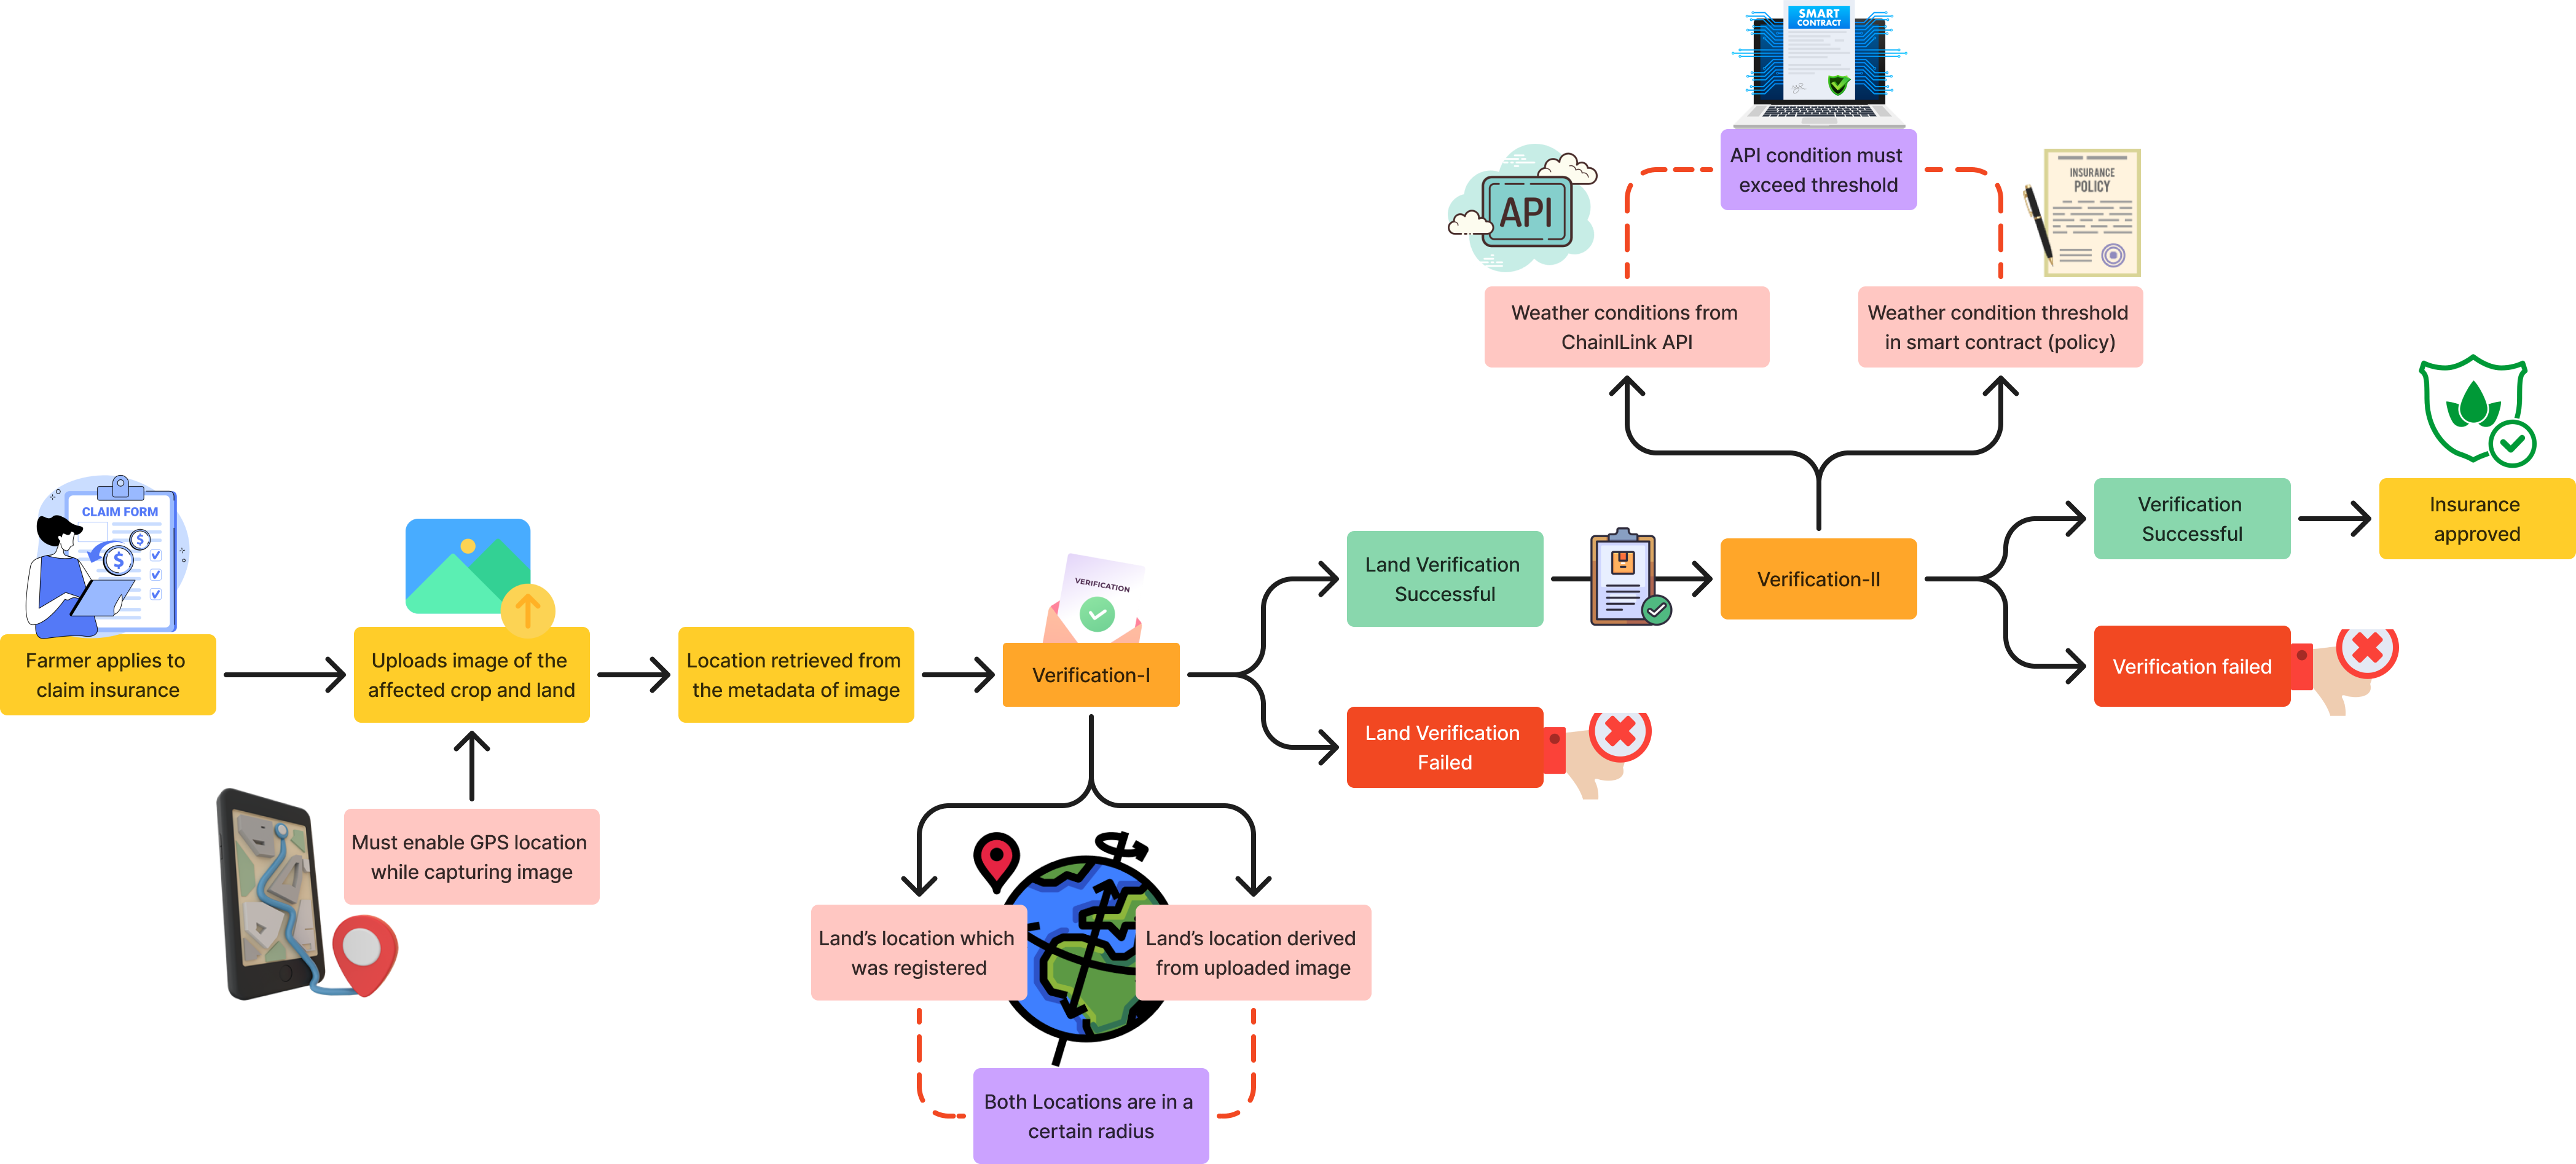 SMART
CONTRACT
API condition must
exceed threshold
API
INSURANCE
POLICY
Weather conditions from
ChainlLink API
Weather condition threshold
in smart contract (policy)
CLAIM FORM
$
$
Farmer applies to
claim insurance
Uploads image of the
affected crop and land
Location retrieved from
the metadata of image
VERIFICATION
Verification-I
Land Verification
Successful
Verification-II
Verification
Successful
Insurance
approved
Verification failed
Land Verification
Failed
Must enable GPS location
while capturing image
Land’s location which
was registered
Land’s location derived
from uploaded image
Both Locations are in a
certain radius